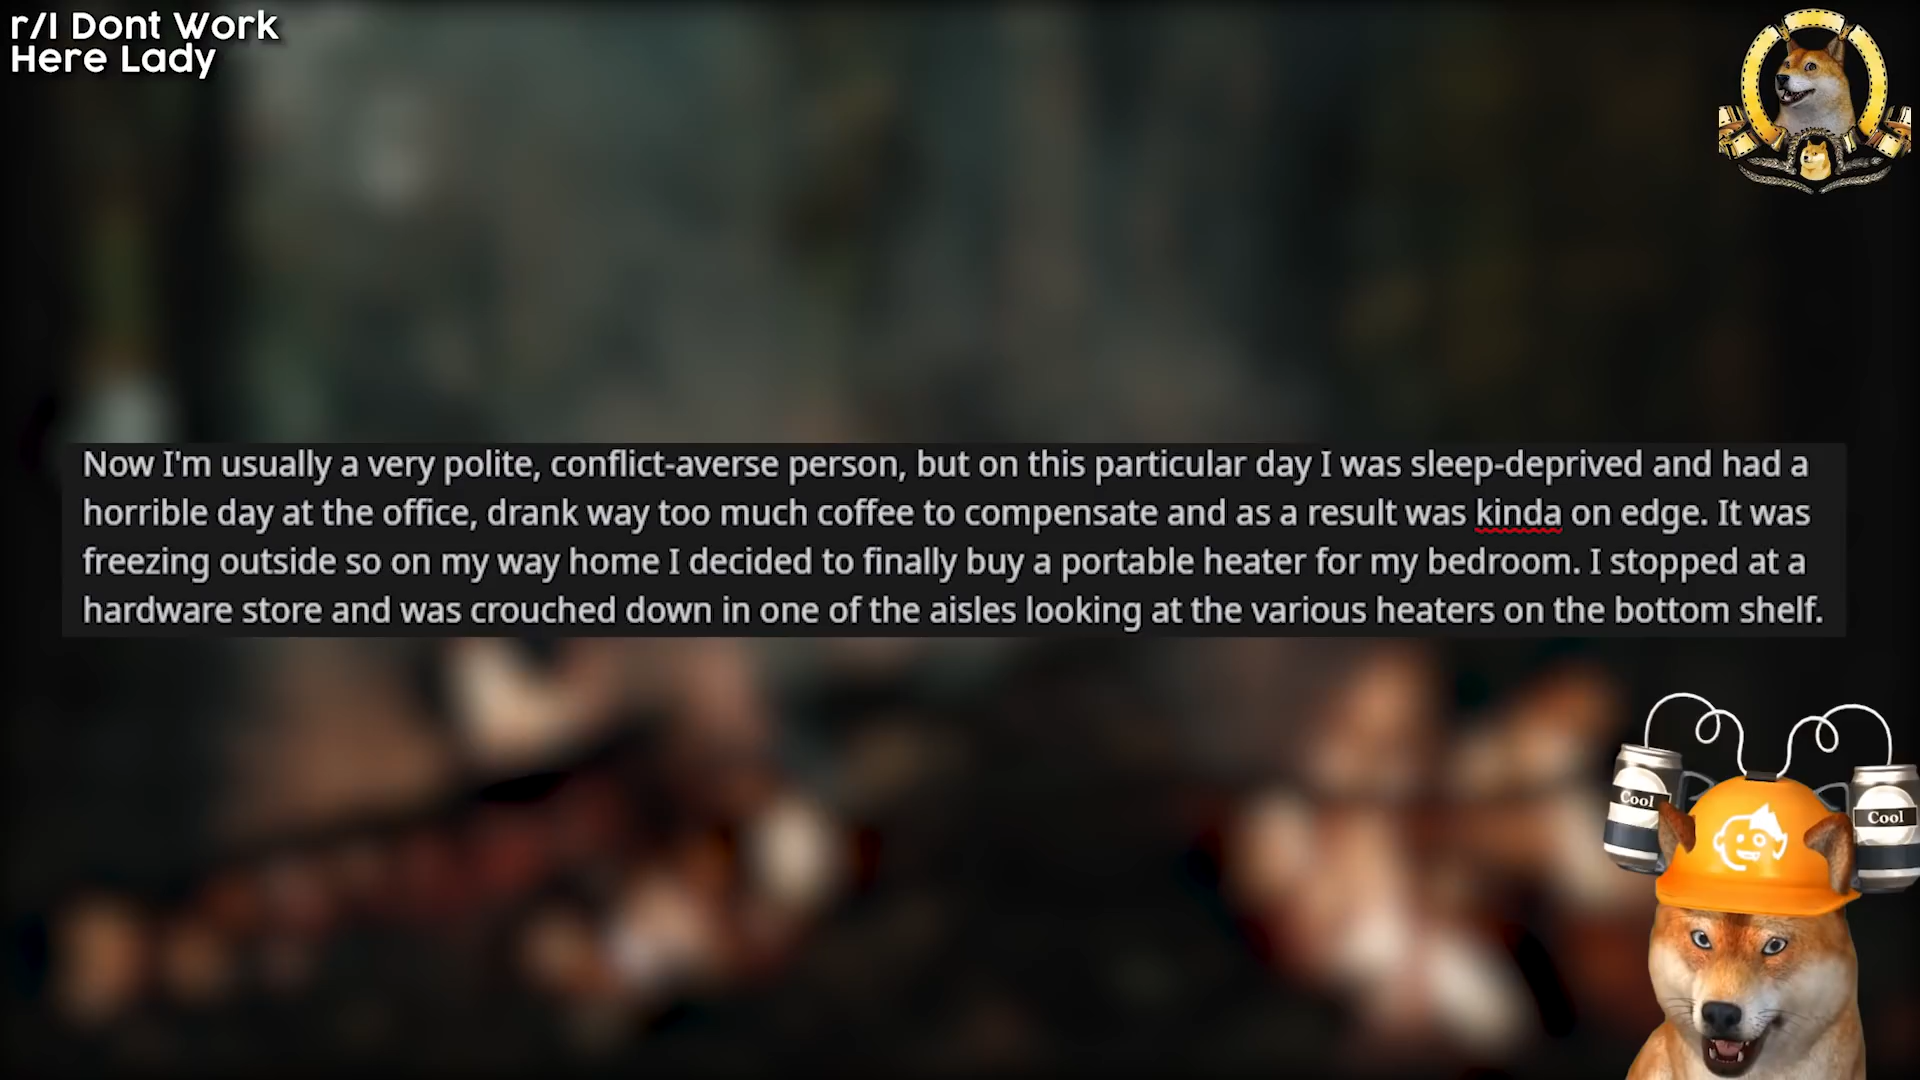 r/I Dont Work
Here Lady
Now I'm usually a very polite, conflict-averse person, but on this particular day I was sleep-deprived and had a
horrible day at the office, drank way too much coffee to compensate and as a result was kinda on edge. It was
freezing outside so on my way home I decided to finally buy a portable heater for my bedroom. I stopped at a
hardware store and was crouched down in one of the aisles looking at the various heaters on the bottom shelf.
Cool
Cool